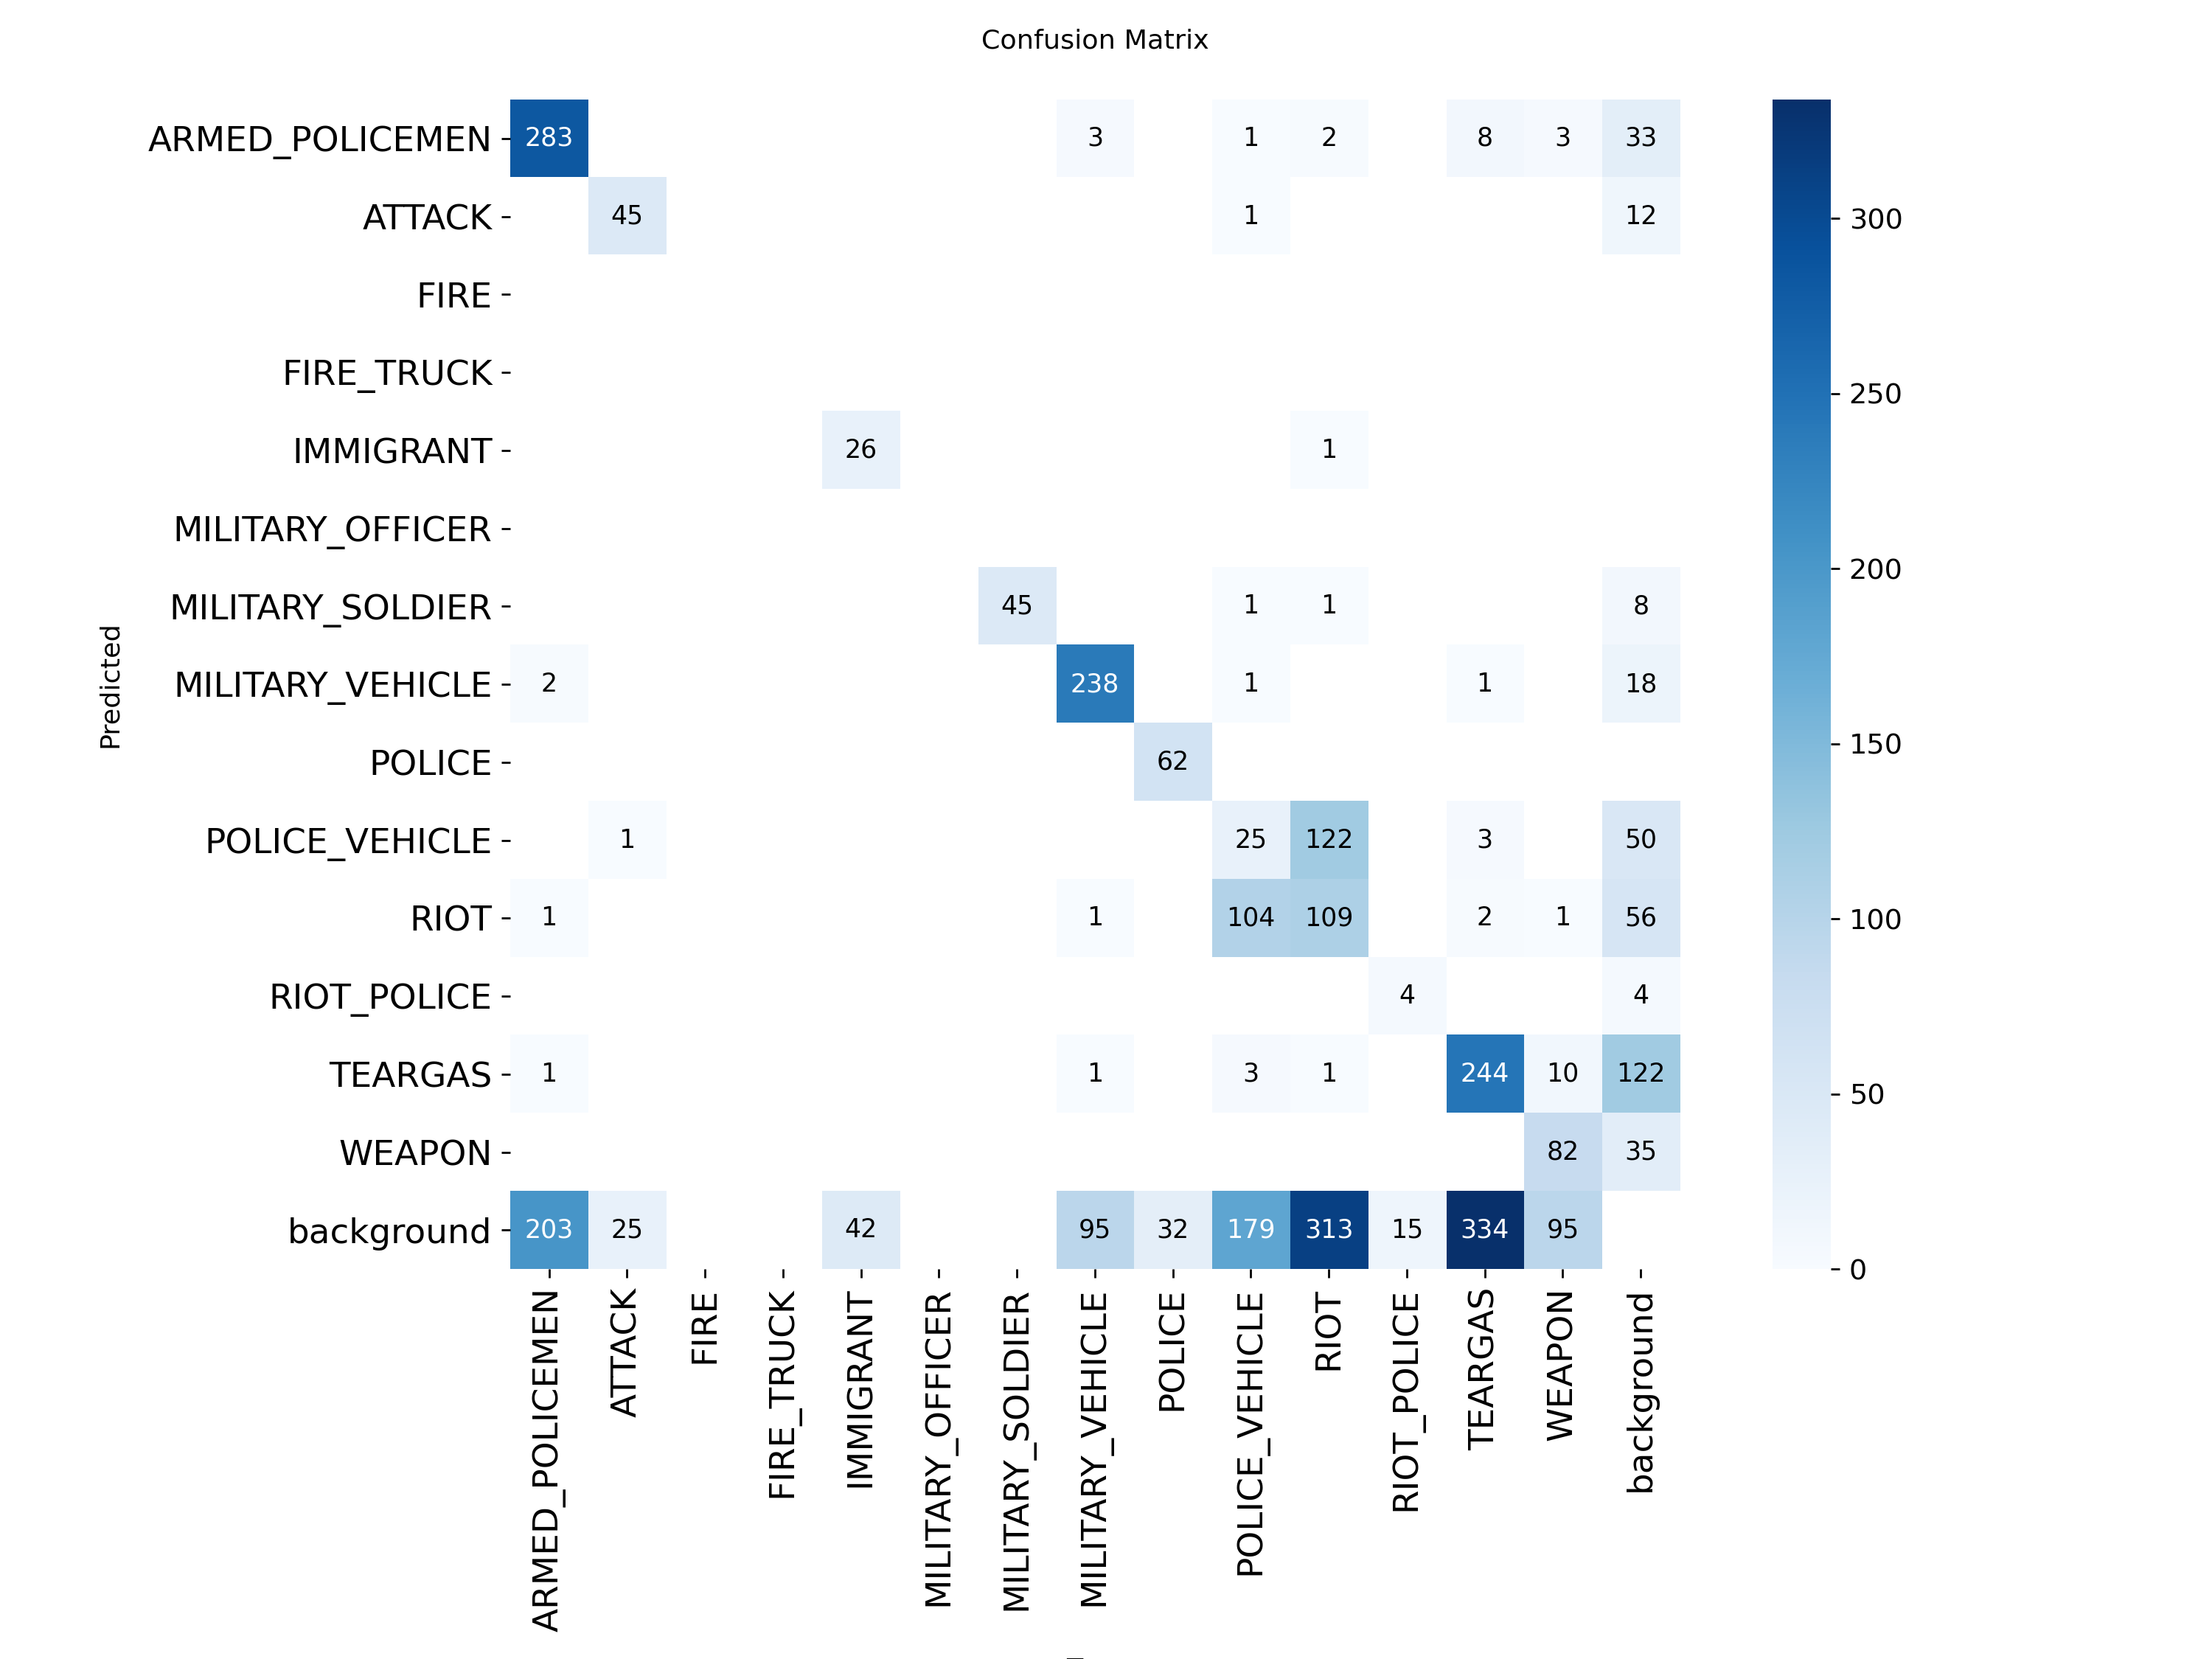 Confusion Matrix
ARMED_POLICEMEN 283 3 1 2 8 3 33
ATTACK 45 1 12
FIRE
FIRE_TRUCK
IMMIGRANT 26 1
MILITARY_OFFICER
MILITARY_SOLDIER 45 1 1 8
MILITARY_VEHICLE 2 238 1 1 18
POLICE 62
POLICE_VEHICLE 1 25 122 3 50
RIOT 1 1 104 109 2 1 56
RIOT_POLICE 4 4
TEARGAS 1 1 3 1 244 10 122
WEAPON 82 35
background 203 25 42 95 32 179 313 15 334 95
Predicted
ARMED_POLICEMEN
ATTACK
FIRE
FIRE_TRUCK
IMMIGRANT
MILITARY_OFFICER
MILITARY_SOLDIER
MILITARY_VEHICLE
POLICE
POLICE_VEHICLE
RIOT
RIOT_POLICE
TEARGAS
WEAPON
background
300
250
200
150
100
50
0